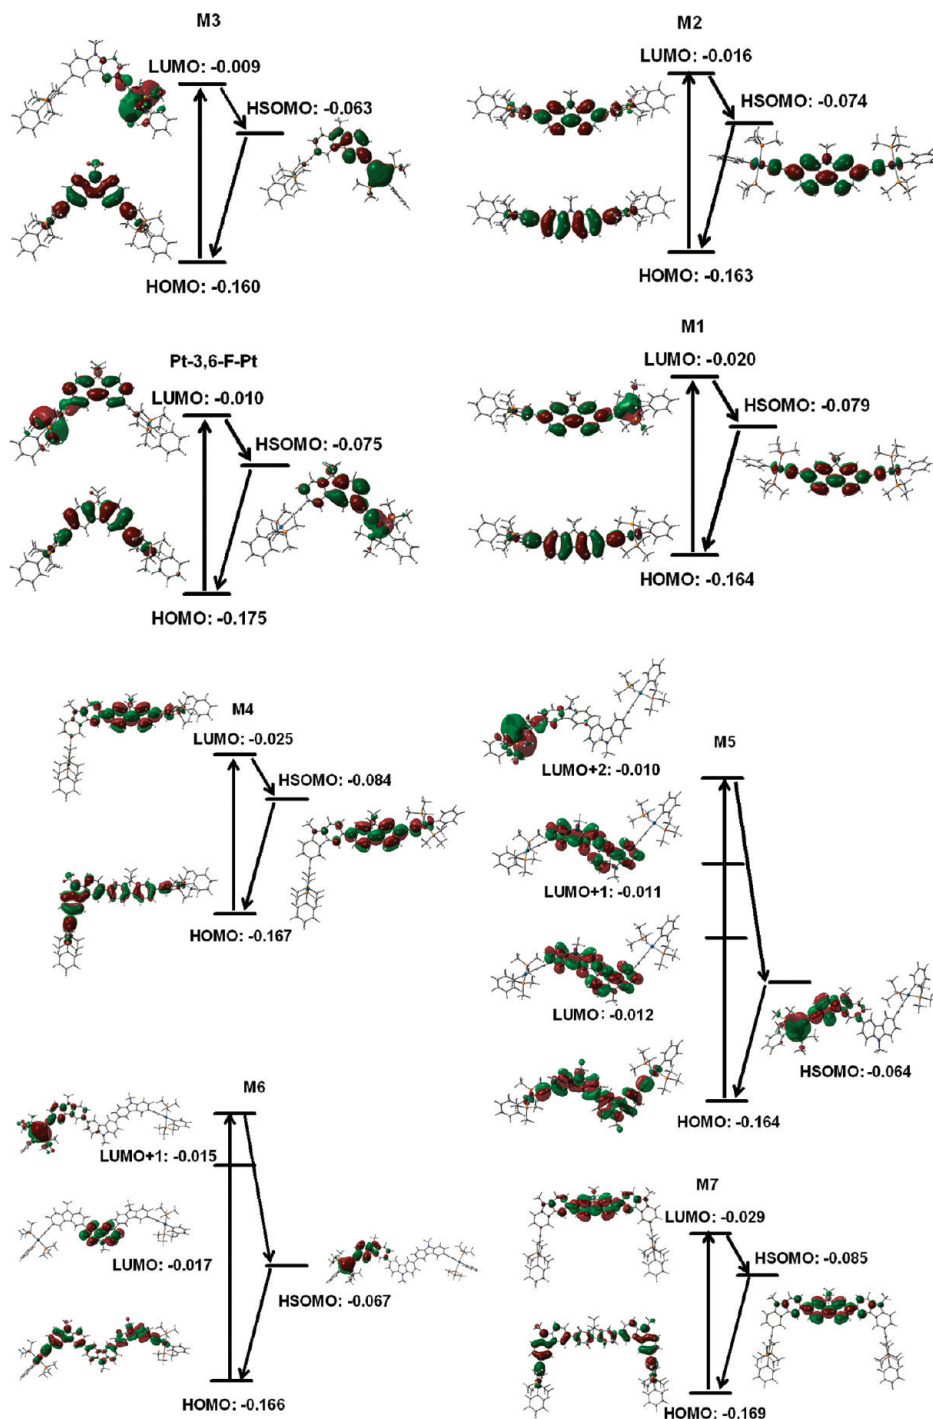 M3
LUMO: -0.009
HSOMO: -0.063
HOMO: -0.160
M2
LUMO: -0.016
HSOMO: -0.074
HOMO: -0.163
Pt-3,6-F-Pt
LUMO: -0.010
HSOMO: -0.075
HOMO: -0.175
M1
LUMO: -0.020
HSOMO: -0.079
HOMO: -0.164
M4
LUMO: -0.025
HSOMO: -0.084
HOMO: -0.167
M5
LUMO+2: -0.010
LUMO+1: -0.011
LUMO: -0.012
HSOMO: -0.064
HOMO: -0.164
M6
LUMO+1: -0.015
LUMO: -0.017
HSOMO: -0.067
HOMO: -0.166
M7
LUMO: -0.029
HSOMO: -0.085
HOMO: -0.169